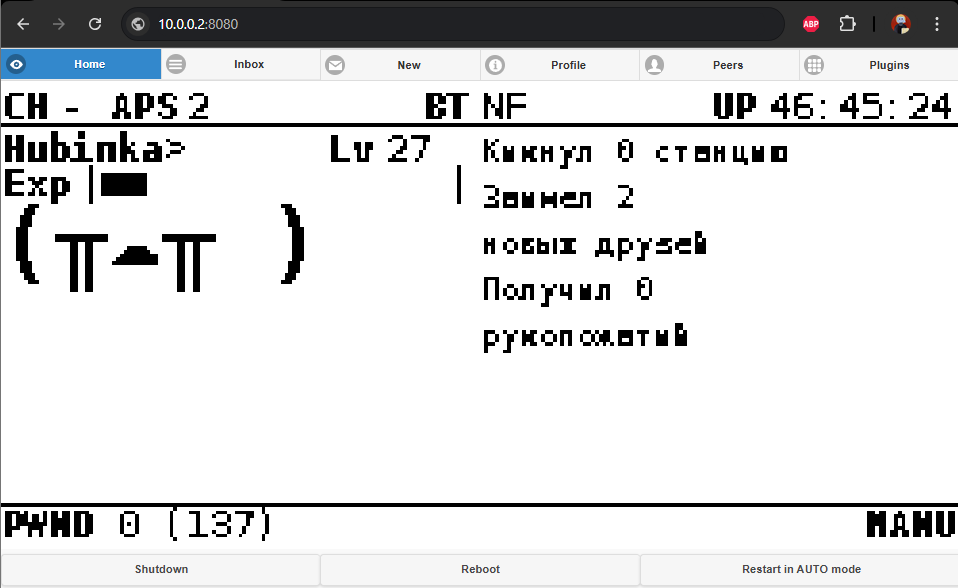 10.0.0.2:8080
ABP
Home Inbox New Profile Peers Plugins
CH - APS 2 BT NF UP 46:45:24
Hubinka> Lv 27
Exp
(╥☁╥ )
Кикнул 0 станцию
Заимел 2
новых друзей
Получил 0
рукопожатий
PWND 0 (137) MANU
Shutdown Reboot Restart in AUTO mode